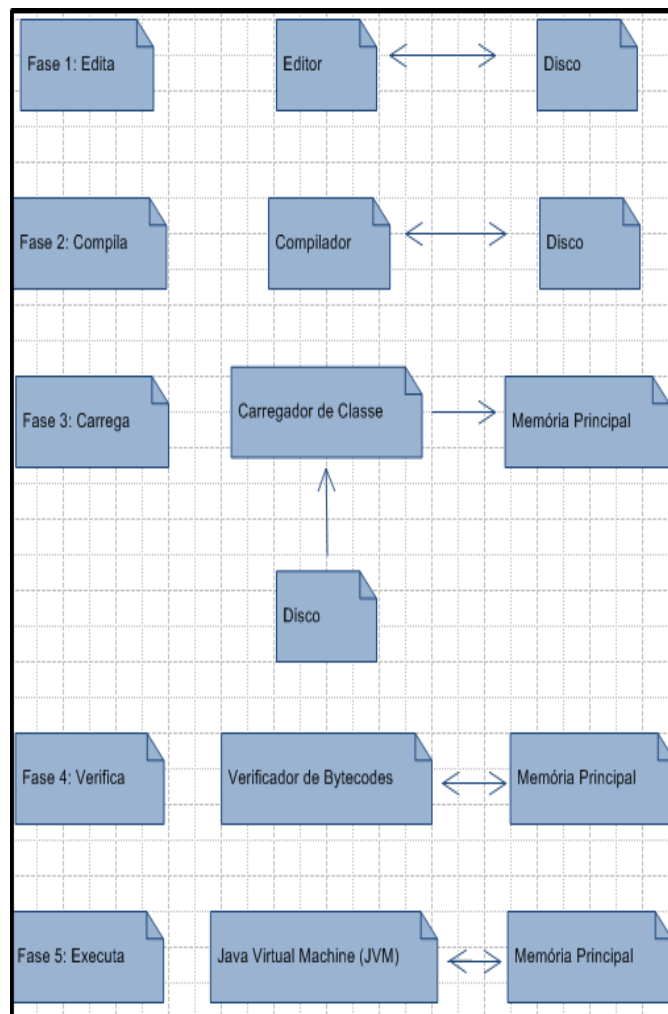 Fase 1: Edita
Editor
Disco
Fase 2: Compila
Compilador
Disco
Fase 3: Carrega
Carregador de Classe
Memória Principal
Disco
Fase 4: Verifica
Verificador de Bytecodes
Memória Principal
Fase 5: Executa
Java Virtual Machine (JVM)
Memória Principal